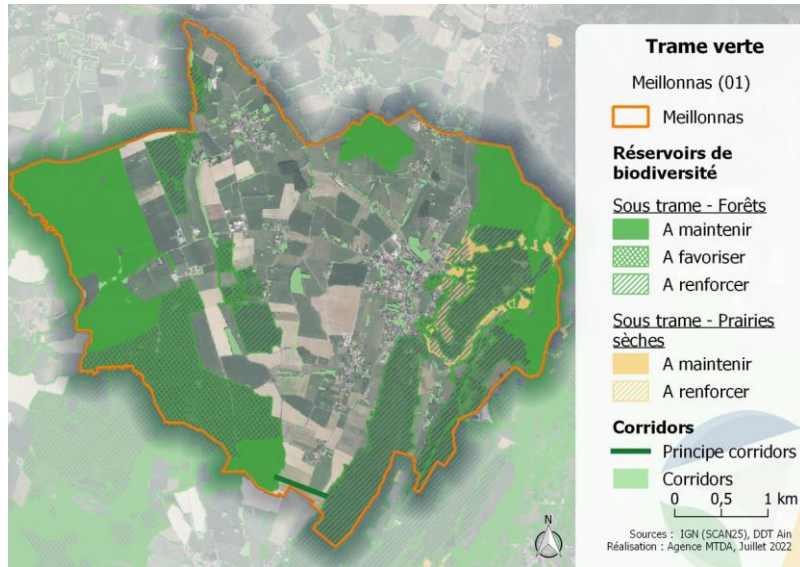 Trame verte
Meillonnas (01)
Meillonnas
Réservoirs de
biodiversité
Sous trame - Forêts
A maintenir
A favoriser
A renforcer
Sous trame - Prairies
sèches
A maintenir
A renforcer
Corridors
Principe corridors
Corridors
0 0,5 1 km
N
Sources : IGN (SCAN25), DDT Ain
Réalisation : Agence MTDA, Juillet 2022